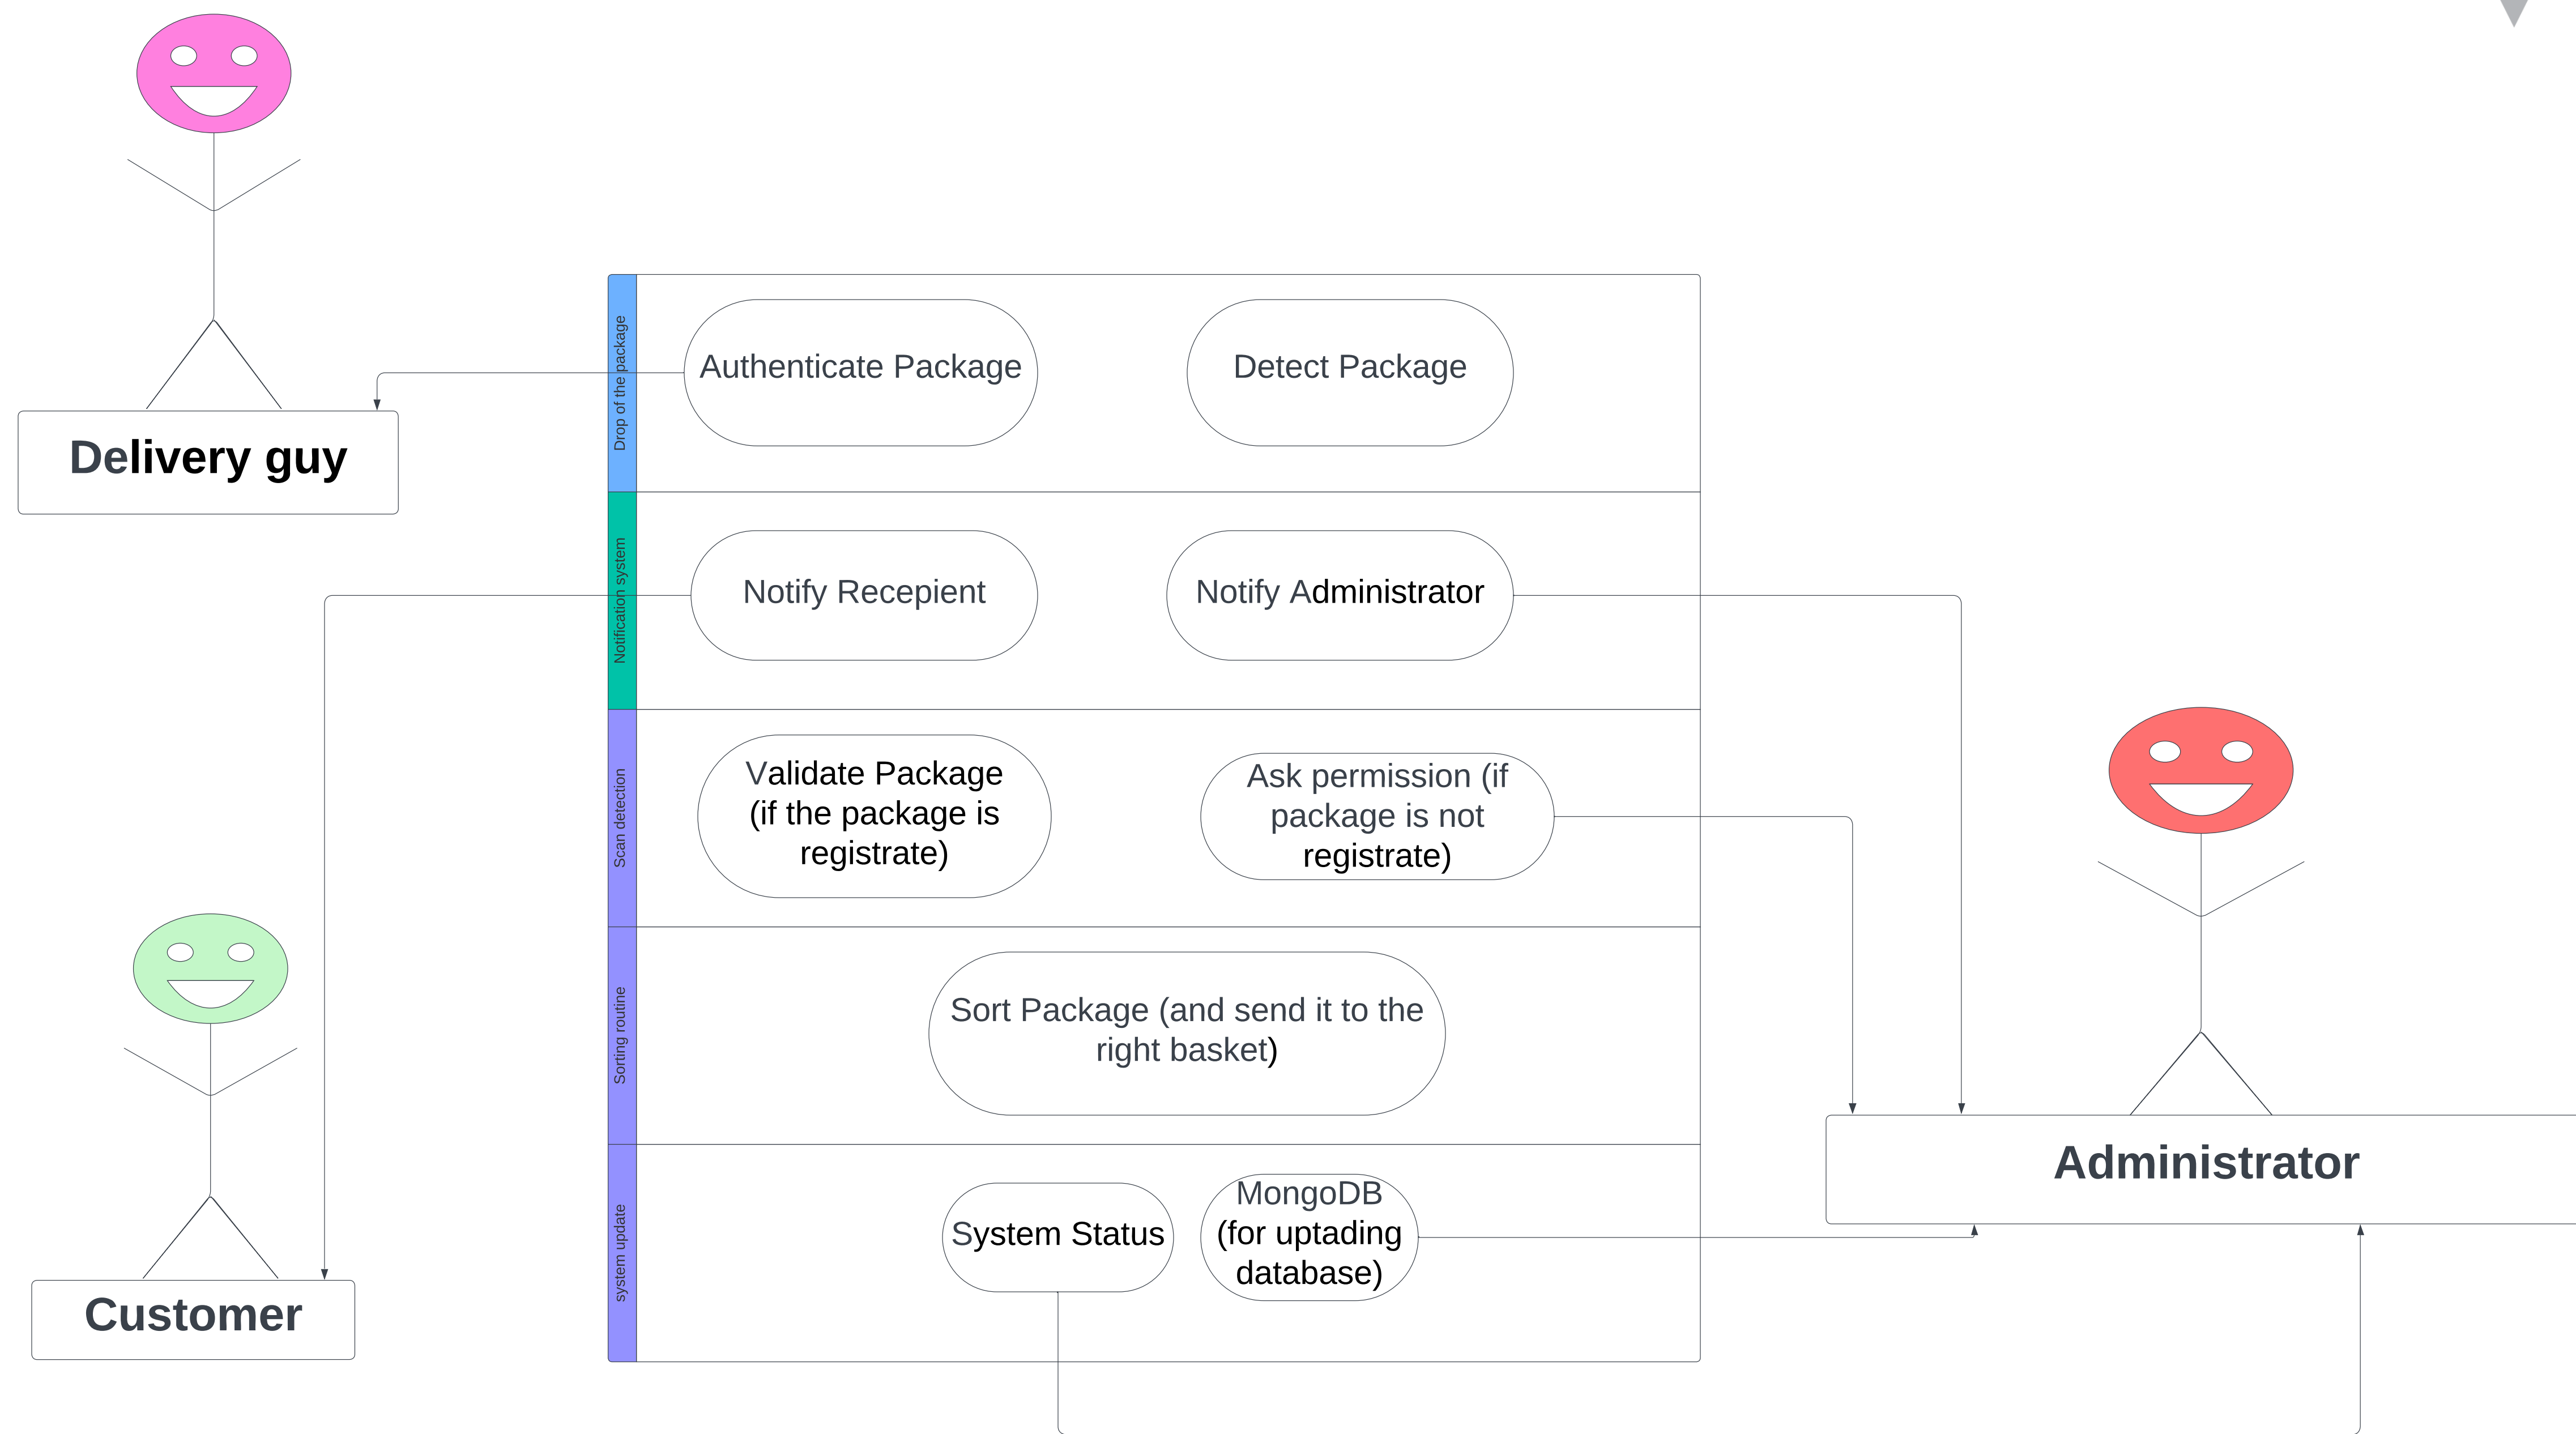 Delivery guy
Drop of the package
Authenticate Package
Detect Package
Notification system
Notify Recepient
Notify Administrator
Scan detection
Validate Package
(if the package is
registrate)
Ask permission (if
package is not
registrate)
Sorting routine
Sort Package (and send it to the
right basket)
system update
System Status
MongoDB
(for uptading
database)
Customer
Administrator